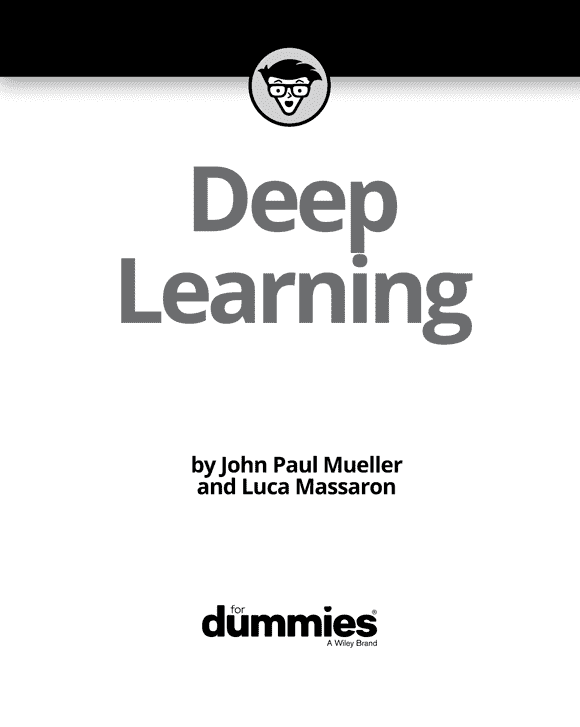 Deep
Learning
by John Paul Mueller
and Luca Massaron
for
dummies®
A Wiley Brand